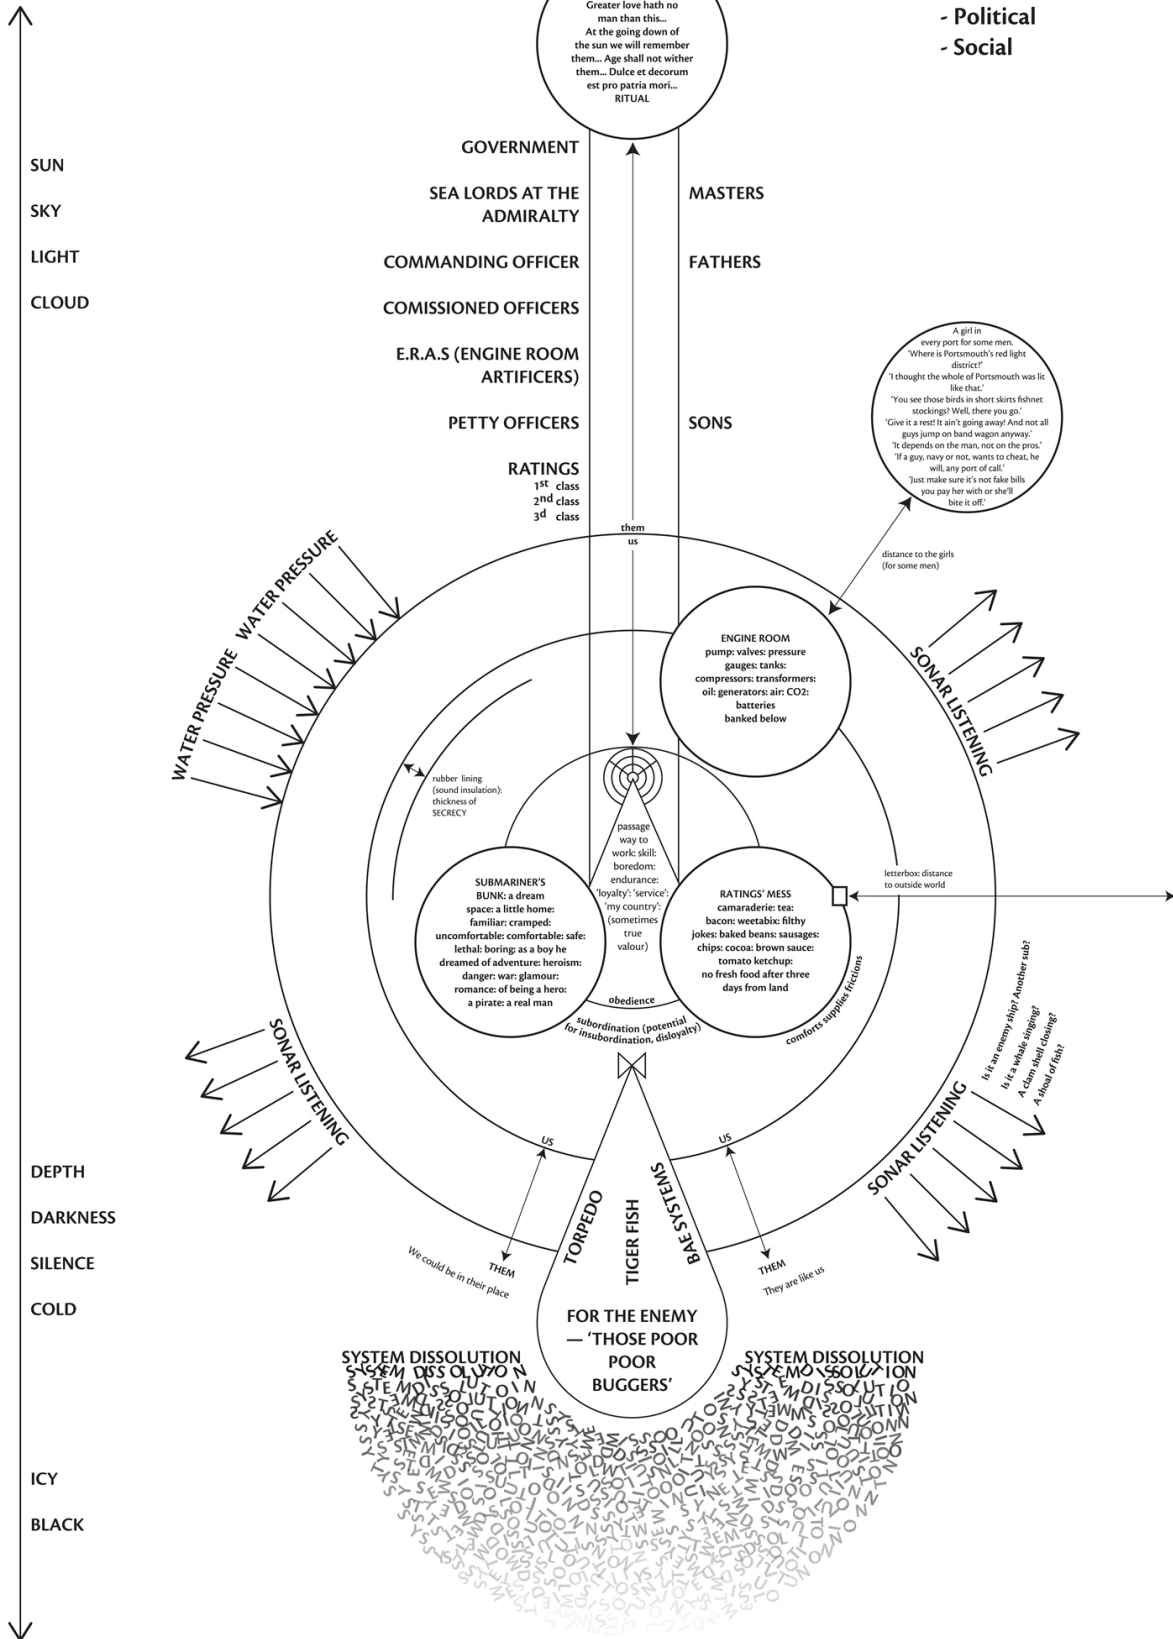 Greater love hath no
man than this...
At the going down of
the sun we will remember
them... Age shall not wither
them... Dulce et decorum
est pro patria mori...
RITUAL
- Political
- Social
SUN
SKY
LIGHT
CLOUD
GOVERNMENT
SEA LORDS AT THE
ADMIRALTY
COMMANDING OFFICER
COMISSIONED OFFICERS
E.R.A.S (ENGINE ROOM
ARTIFICERS)
PETTY OFFICERS
RATINGS
1st class
2nd class
3d class
MASTERS
FATHERS
SONS
them
us
A girl in
every port for some men.
‘Where is Portsmouth’s red light
district?’
‘I thought the whole of Portsmouth was lit
like that.’
‘You see those birds in short skirts fishnet
stockings? Well, there you go.’
‘Give it a rest! It ain’t going away! And not all
guys jump on band wagon anyway.’
‘It depends on the man, not on the pros.’
‘If a guy, navy or not, wants to cheat, he
will, any port of call.’
‘Just make sure it’s not fake bills
you pay her with or she’ll
bite it off.’
distance to the girls
(for some men)
WATER PRESSURE
WATER PRESSURE
SONAR LISTENING
ENGINE ROOM
pump: valves: pressure
gauges: tanks:
compressors: transformers:
oil: generators: air: CO2:
batteries
banked below
rubber lining
(sound insulation):
thickness of
SECRECY
passage
way to
work: skill:
boredom:
endurance:
‘loyalty’: ‘service’:
‘my country’:
(sometimes
true
valour)
SUBMARINER’S
BUNK: a dream
space: a little home:
familiar: cramped:
uncomfortable: comfortable: safe:
lethal: boring: as a boy he
dreamed of adventure: heroism:
danger: war: glamour:
romance: of being a hero:
a pirate: a real man
RATINGS’ MESS
camaraderie: tea:
bacon: weetabix: filthy
jokes: baked beans: sausages:
chips: cocoa: brown sauce:
tomato ketchup:
no fresh food after three
days from land
letterbox: distance
to outside world
comforts supplies frictions
obedience
subordination (potential
for insubordination, disloyalty)
Is it an enemy ship? Another sub?
Is it a whale singing?
A clam shell closing?
A shoal of fish?
SONAR LISTENING
SONAR LISTENING
US
US
THEM
We could be in their place
THEM
They are like us
TORPEDO
TIGER FISH
BAE SYSTEMS
FOR THE ENEMY
— ‘THOSE POOR
POOR
BUGGERS’
DEPTH
DARKNESS
SILENCE
COLD
SYSTEM DISSOLUTION
SYSTEM DISSOLUTION
ICY
BLACK